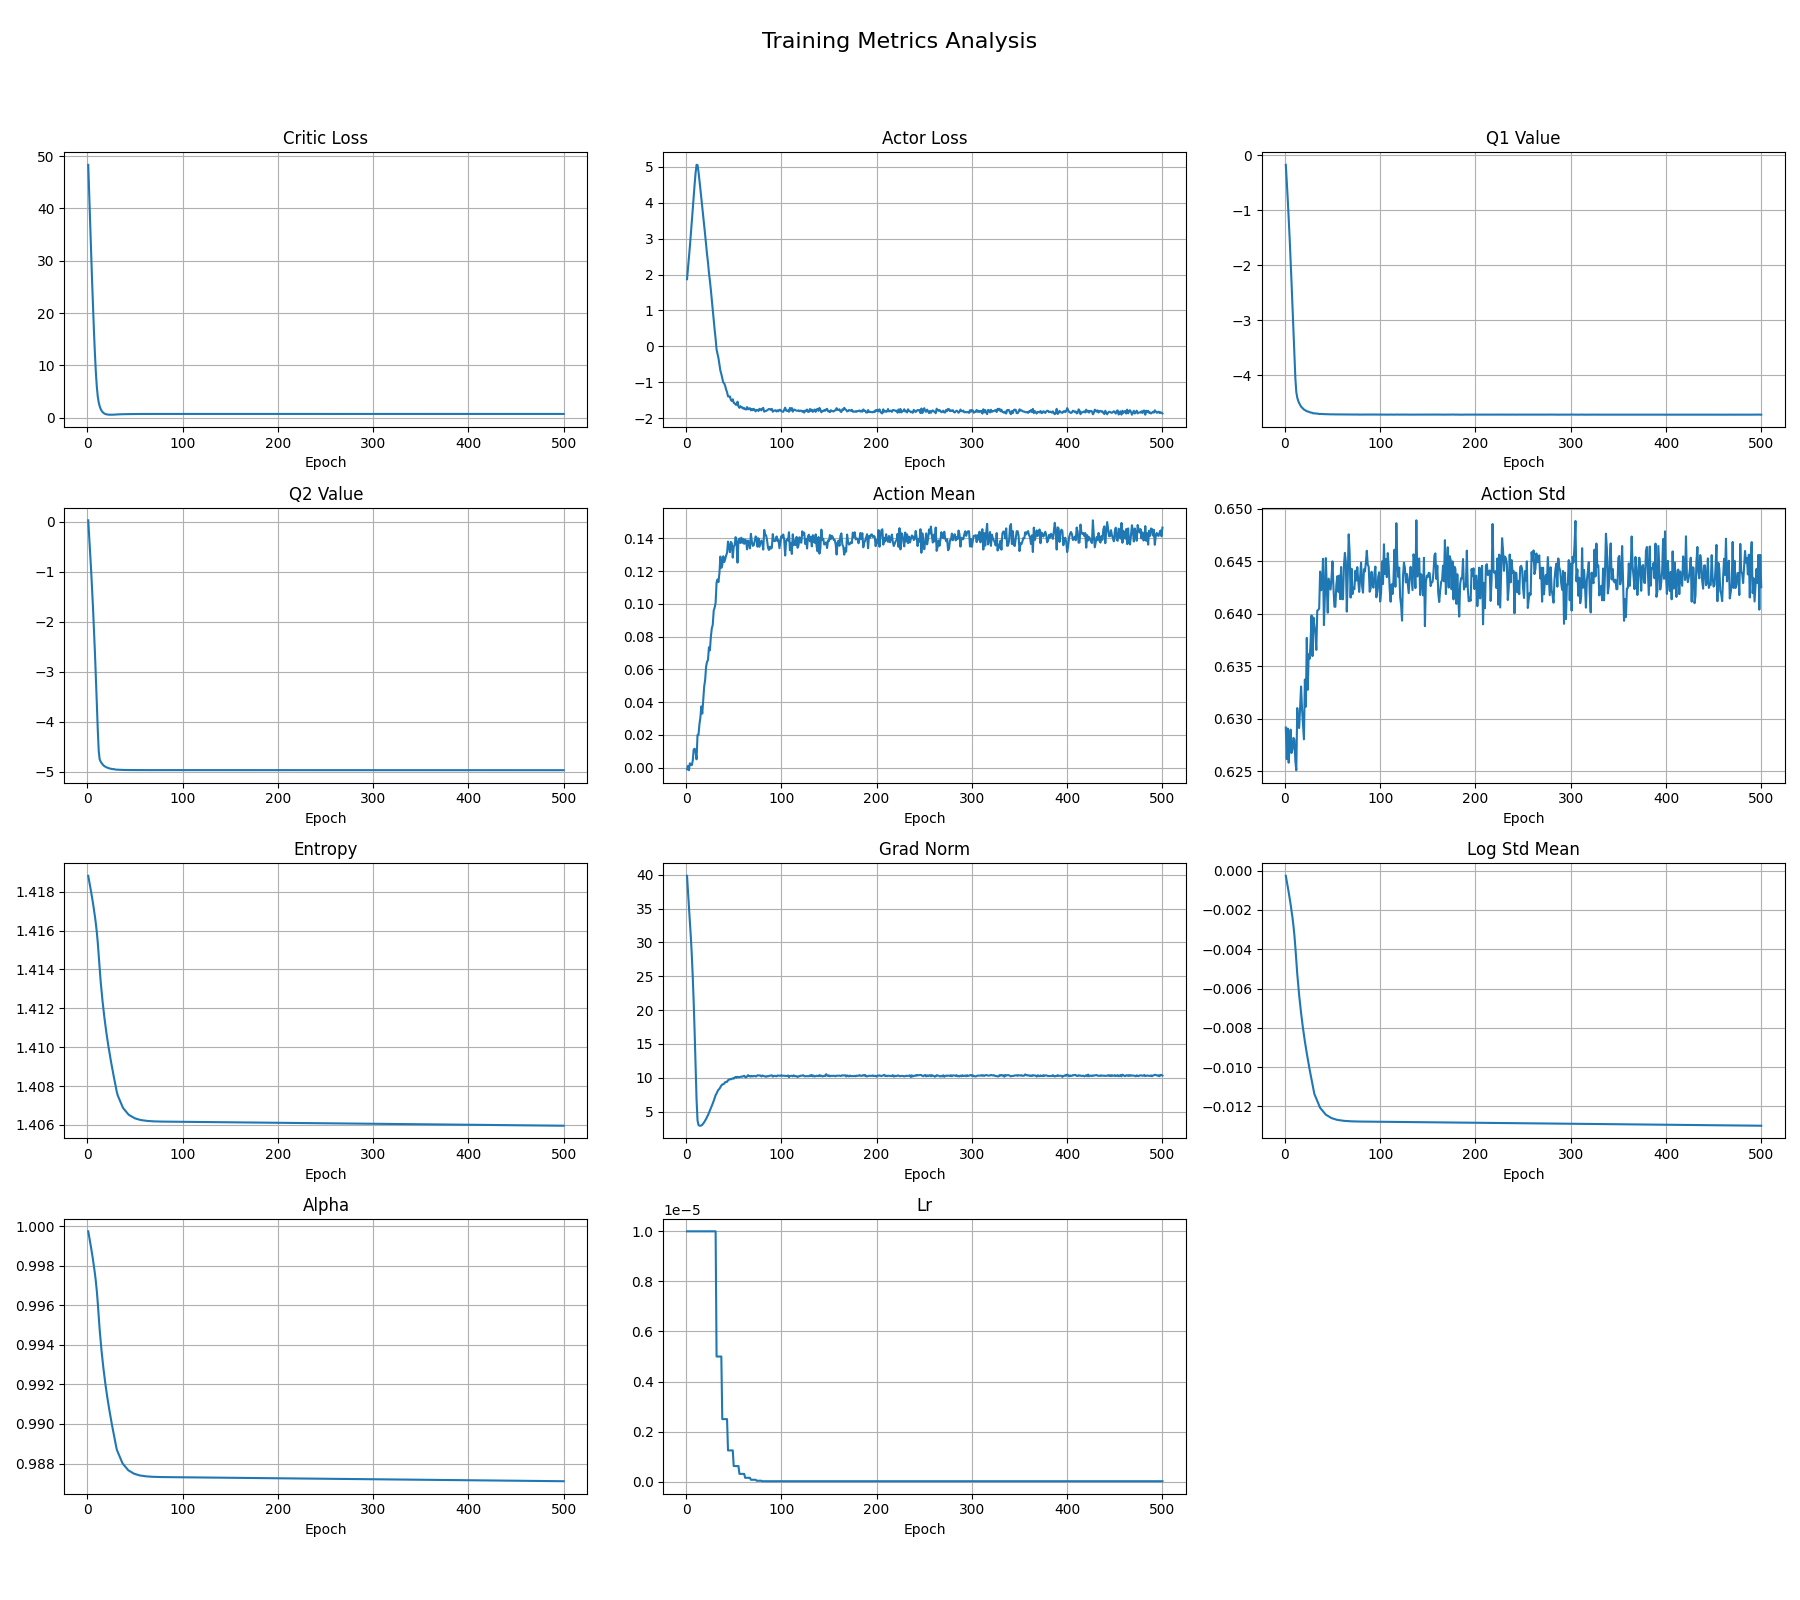 Training Metrics Analysis
Critic Loss
50
40
30
20
10
0
0 100 200 300 400 500
Epoch
Actor Loss
5
4
3
2
1
0
−1
−2
0 100 200 300 400 500
Epoch
Q1 Value
0
−1
−2
−3
−4
0 100 200 300 400 500
Epoch
Q2 Value
0
−1
−2
−3
−4
−5
0 100 200 300 400 500
Epoch
Action Mean
0.14
0.12
0.10
0.08
0.06
0.04
0.02
0.00
0 100 200 300 400 500
Epoch
Action Std
0.650
0.645
0.640
0.635
0.630
0.625
0 100 200 300 400 500
Epoch
Entropy
1.418
1.416
1.414
1.412
1.410
1.408
1.406
0 100 200 300 400 500
Epoch
Grad Norm
40
35
30
25
20
15
10
5
0 100 200 300 400 500
Epoch
Log Std Mean
0.000
−0.002
−0.004
−0.006
−0.008
−0.010
−0.012
0 100 200 300 400 500
Epoch
Alpha
1.000
0.998
0.996
0.994
0.992
0.990
0.988
0 100 200 300 400 500
Epoch
Lr
1e−5
1.0
0.8
0.6
0.4
0.2
0.0
0 100 200 300 400 500
Epoch